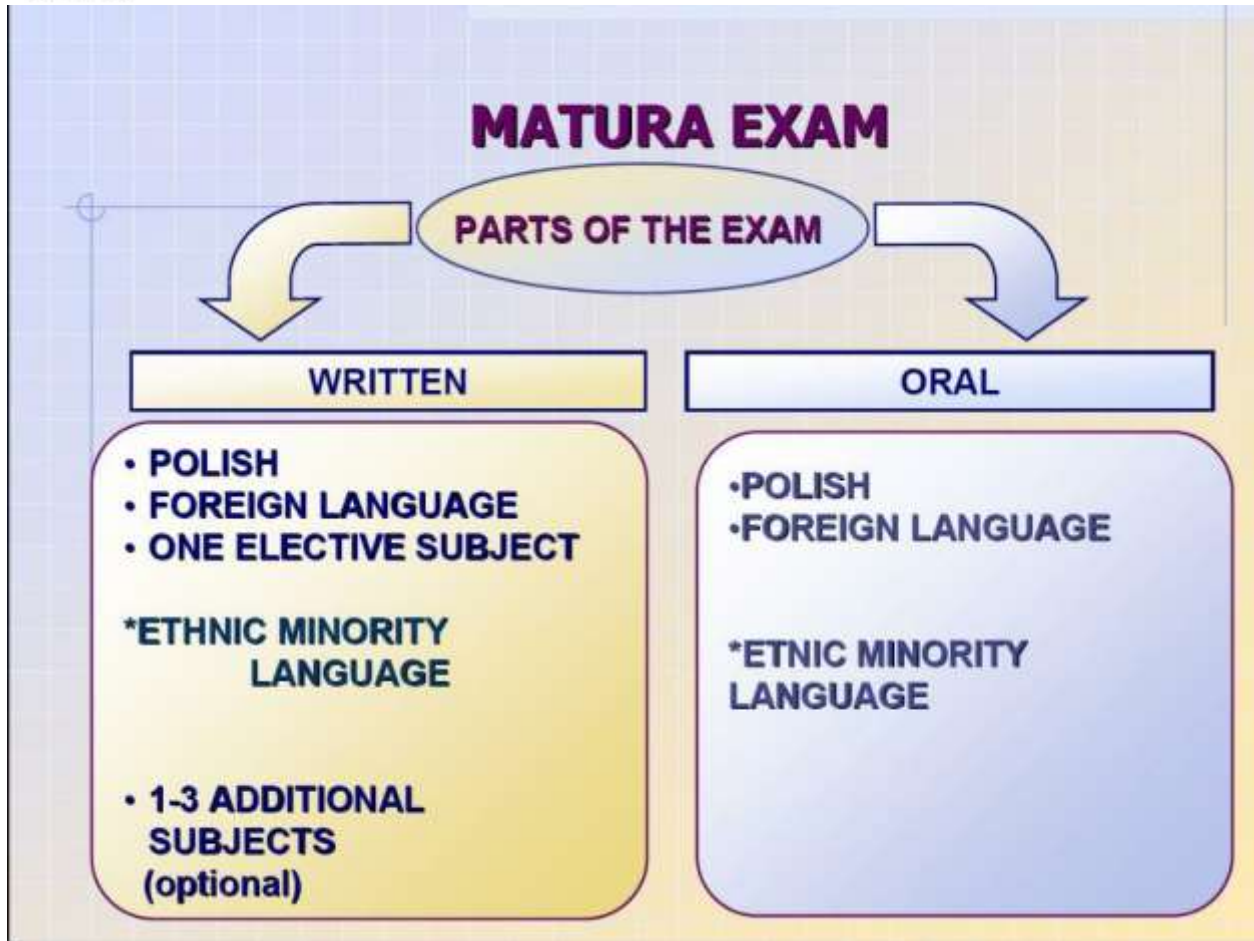 MATURA EXAM
PARTS OF THE EXAM
WRITTEN
• POLISH
• FOREIGN LANGUAGE
• ONE ELECTIVE SUBJECT
*ETHNIC MINORITY
LANGUAGE
• 1-3 ADDITIONAL
SUBJECTS
(optional)
ORAL
•POLISH
•FOREIGN LANGUAGE
*ETNIC MINORITY
LANGUAGE